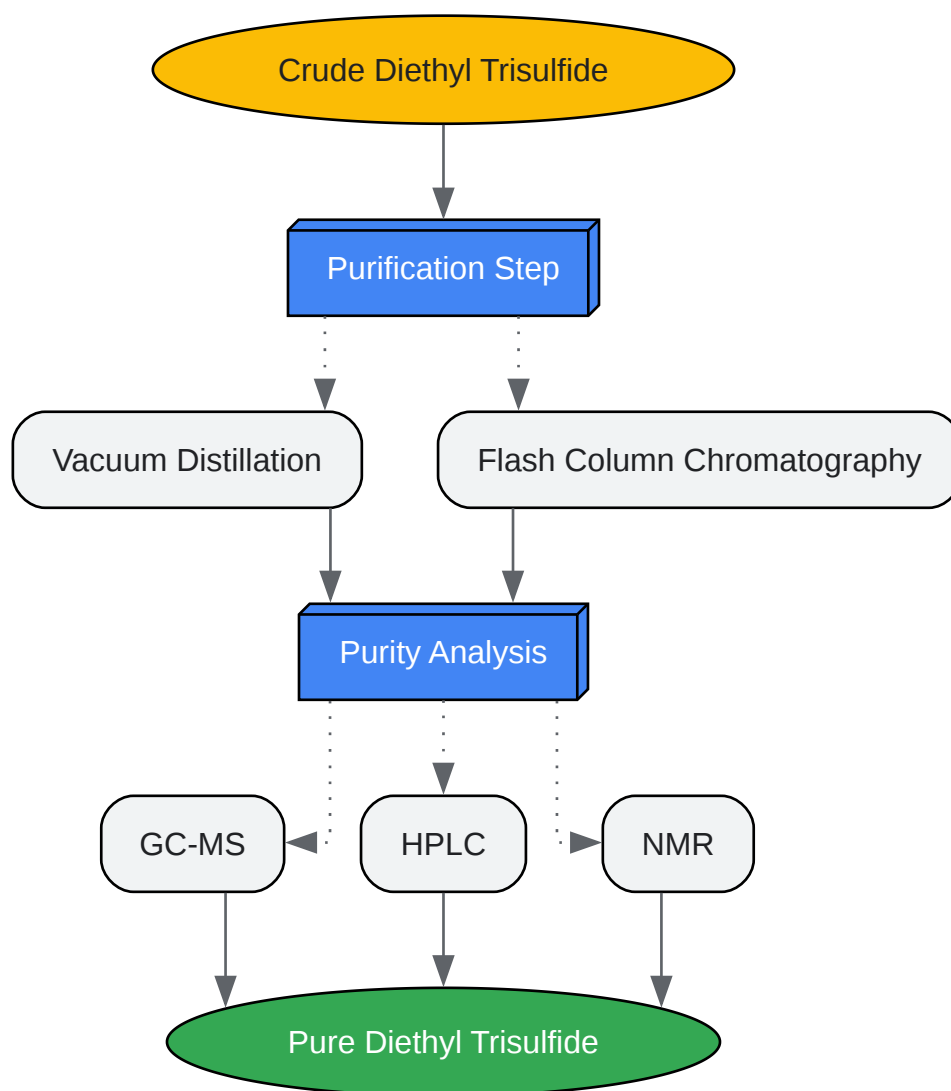 Crude Diethyl Trisulfide
Purification Step
Vacuum Distillation
Flash Column Chromatography
Purity Analysis
GC-MS
HPLC
NMR
Pure Diethyl Trisulfide